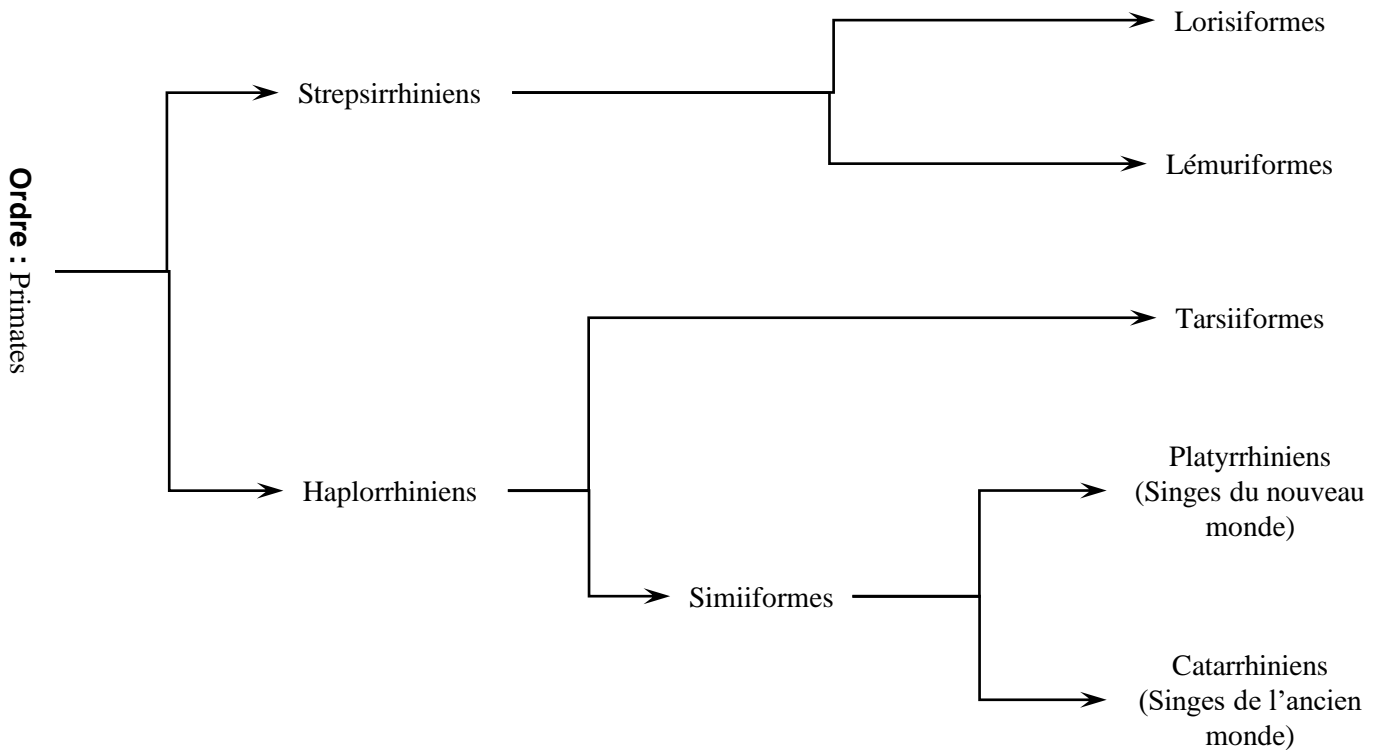 Ordre : Primates
Strepsirrhiniens
Lorisiformes
Lémuriformes
Haplorrhiniens
Tarsiiformes
Simiiformes
Platyrrhiniens
(Singes du nouveau
monde)
Catarrhiniens
(Singes de l’ancien
monde)